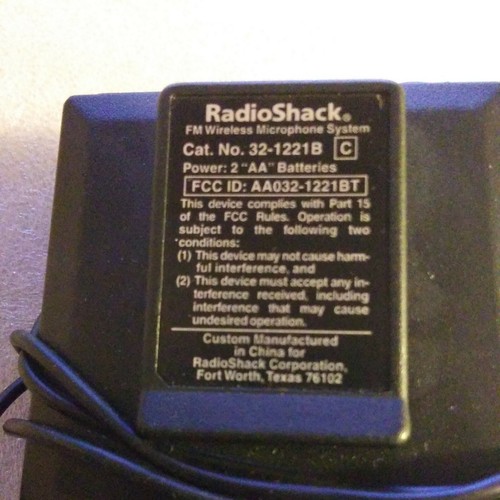 RadioShack®
FM Wireless Microphone System
Cat. No. 32-1221B C
Power: 2 "AA" Batteries
FCC ID: AA032-1221BT
This device complies with Part 15
of the FCC Rules. Operation is
subject to the following two
conditions:
(1) This device may not cause harm-
ful interference, and
(2) This device must accept any in-
terference received, including
interference that may cause
undesired operation.
Custom Manufactured
in China for
RadioShack Corporation,
Fort Worth, Texas 76102